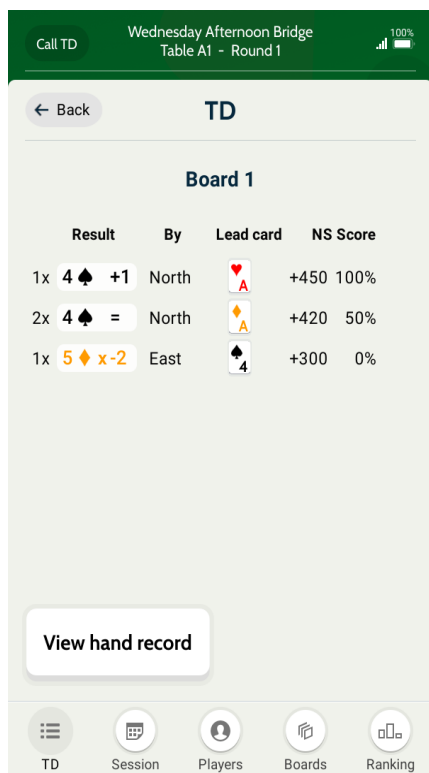 Call TD
Wednesday Afternoon Bridge
Table A1 - Round 1
100%
← Back
TD
Board 1
Result By Lead card NS Score
1x 4 ♠ +1 North ♥ A +450 100%
2x 4 ♠ = North ♦ A +420 50%
1x 5 ♦ x -2 East ♠ 4 +300 0%
View hand record
TD Session Players Boards Ranking